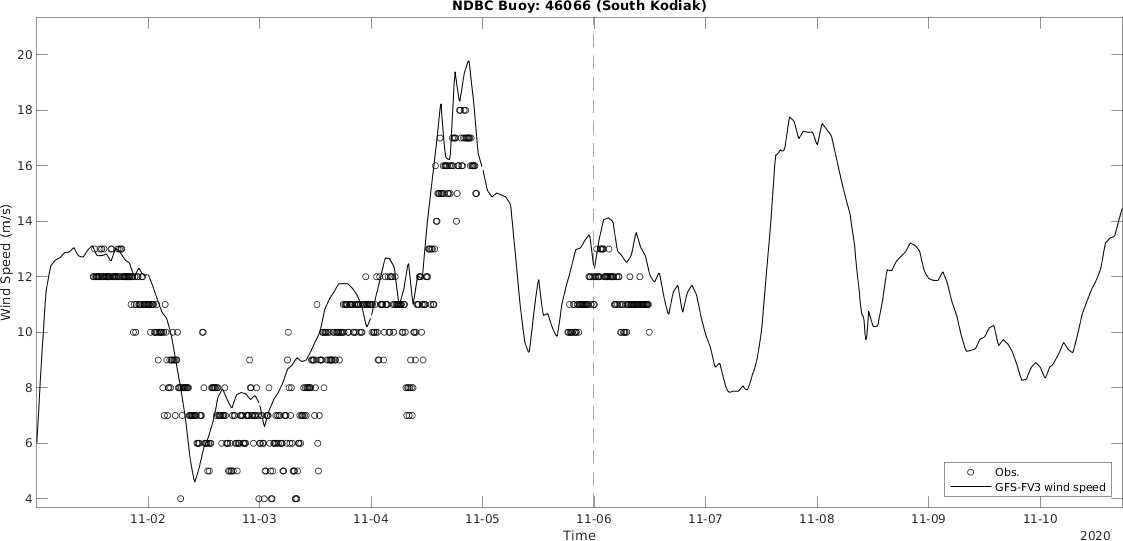 NDBC Buoy: 46066 (South Kodiak)
Wind Speed (m/s)
20
18
16
14
12
10
8
6
4
11-02 11-03 11-04 11-05 11-06 11-07 11-08 11-09 11-10
Time
2020
Obs.
GFS-FV3 wind speed